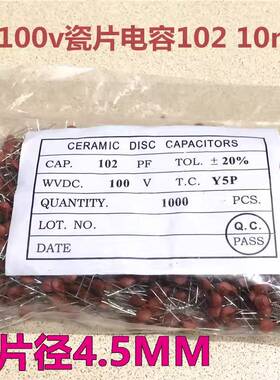 100v瓷片电容102 10n
CERAMIC DISC CAPACITORS
CAP. 102 PF TOL. ± 20%
WVDC. 100 V T.C. Y5P
QUANTITY. 1000 PCS.
LOT. NO.
DATE NO.
Q.C.
PASS
片径4.5MM